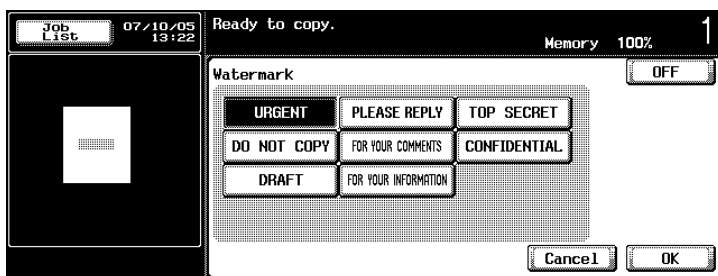 Job List
07/10/05
13:22
Ready to copy.
Memory 100%
1
Watermark
OFF
URGENT
PLEASE REPLY
TOP SECRET
DO NOT COPY
FOR YOUR COMMENTS
CONFIDENTIAL
DRAFT
FOR YOUR INFORMATION
Cancel
OK